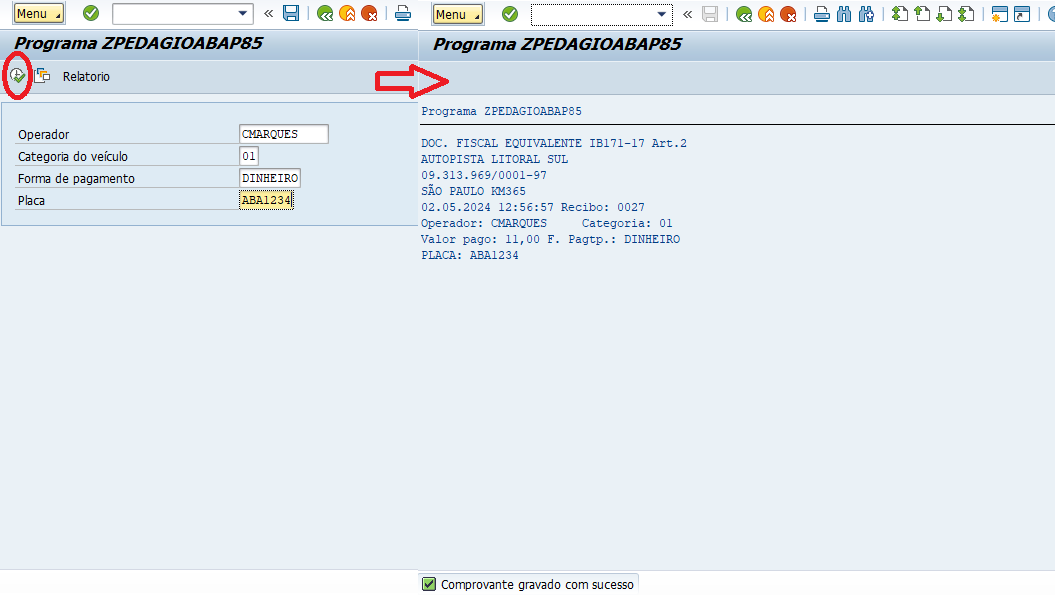 Menu
Programa ZPEDAGIOABAP85
Relatorio
Operador CMARQUES
Categoria do veículo 01
Forma de pagamento DINHEIRO
Placa ABA1234
Menu
Programa ZPEDAGIOABAP85
Programa ZPEDAGIOABAP85
DOC. FISCAL EQUIVALENTE IB171-17 Art.2
AUTOPISTA LITORAL SUL
09.313.969/0001-97
SÃO PAULO KM365
02.05.2024 12:56:57 Recibo: 0027
Operador: CMARQUES Categoria: 01
Valor pago: 11,00 F. Pagtp.: DINHEIRO
PLACA: ABA1234
Comprovante gravado com sucesso